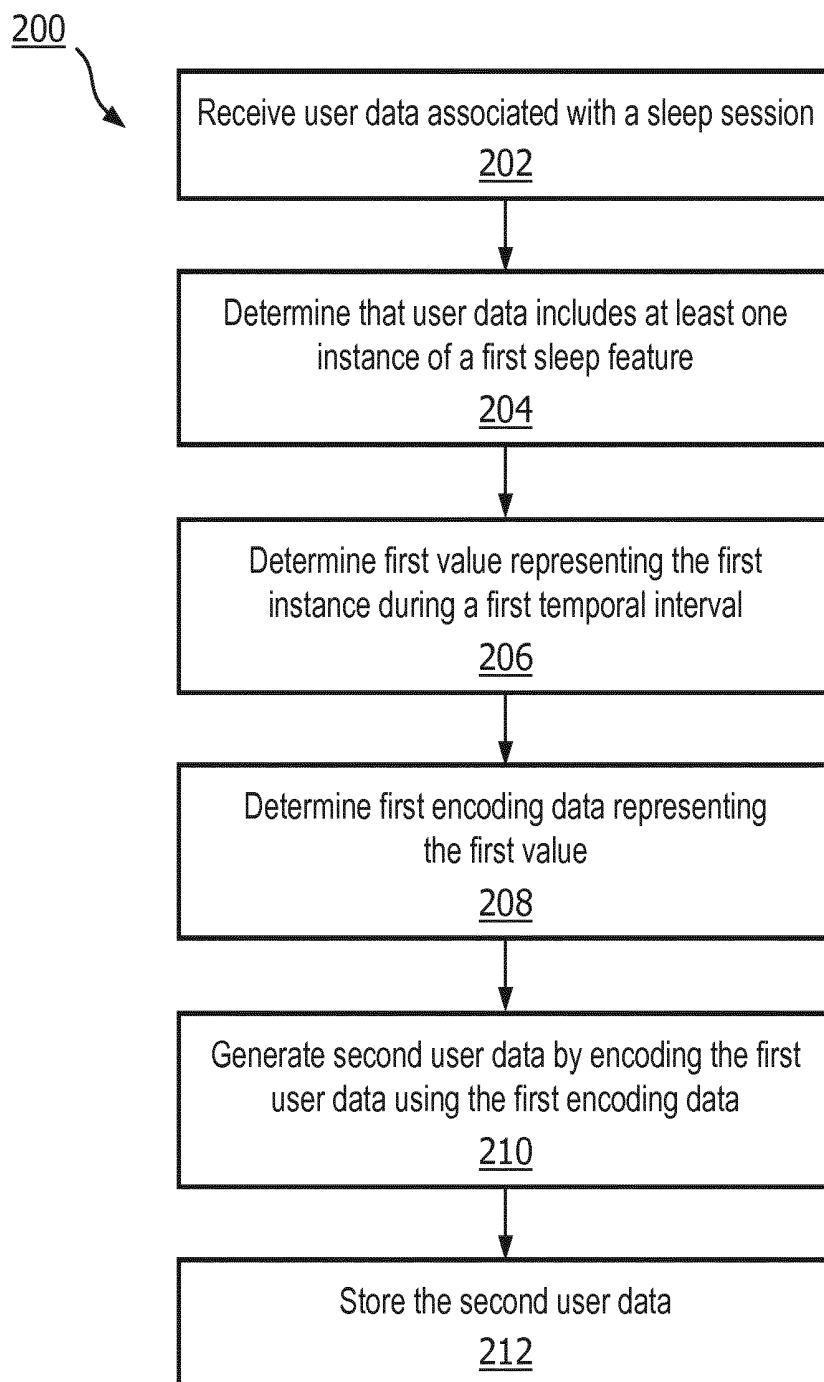 200
Receive user data associated with a sleep session
202
Determine that user data includes at least one
instance of a first sleep feature
204
Determine first value representing the first
instance during a first temporal interval
206
Determine first encoding data representing
the first value
208
Generate second user data by encoding the first
user data using the first encoding data
210
Store the second user data
212